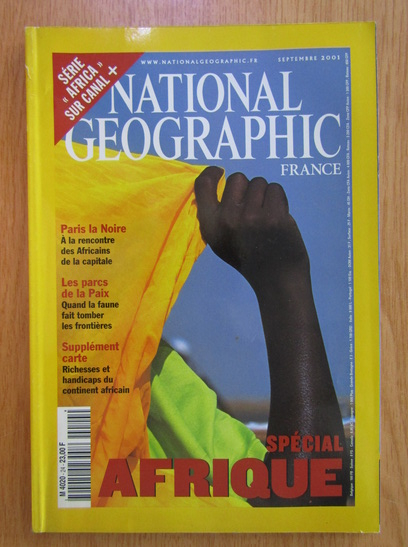 SÉRIE
« AFRICA »
SUR CANAL +
WWW.NATIONALGEOGRAPHIC.FR
SEPTEMBRE 2001
NATIONAL
GEOGRAPHIC
FRANCE
Paris la Noire
À la rencontre
des Africains
de la capitale
Les parcs
de la Paix
Quand la faune
fait tomber
les frontières
Supplément
carte
Richesses et
handicaps du
continent africain
M 4020 - 24 - 23,00 F
SPÉCIAL
AFRIQUE